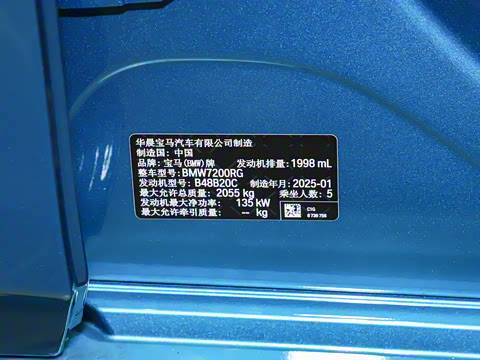 华晨宝马汽车有限公司制造
制造国：中国
品牌：宝马(BMW)牌 发动机排量：1998 mL
整车型号：BMW7200RG
发动机型号：B48B20C 制造年月：2025-01
最大允许总质量：2055 kg 乘坐人数：5
发动机最大净功率：135 kW
最大允许牵引质量：-- kg